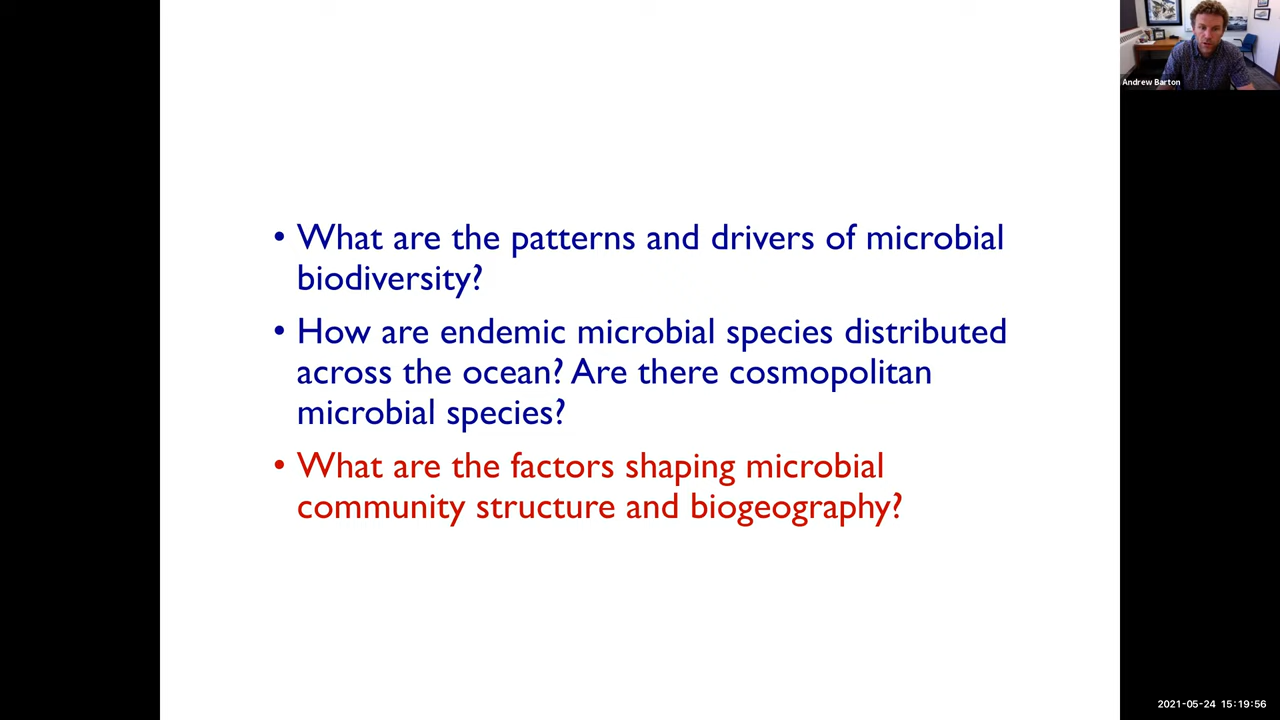 Andrew Barton
• What are the patterns and drivers of microbial
biodiversity?
• How are endemic microbial species distributed
across the ocean? Are there cosmopolitan
microbial species?
• What are the factors shaping microbial
community structure and biogeography?
2021-05-24 15:19:56